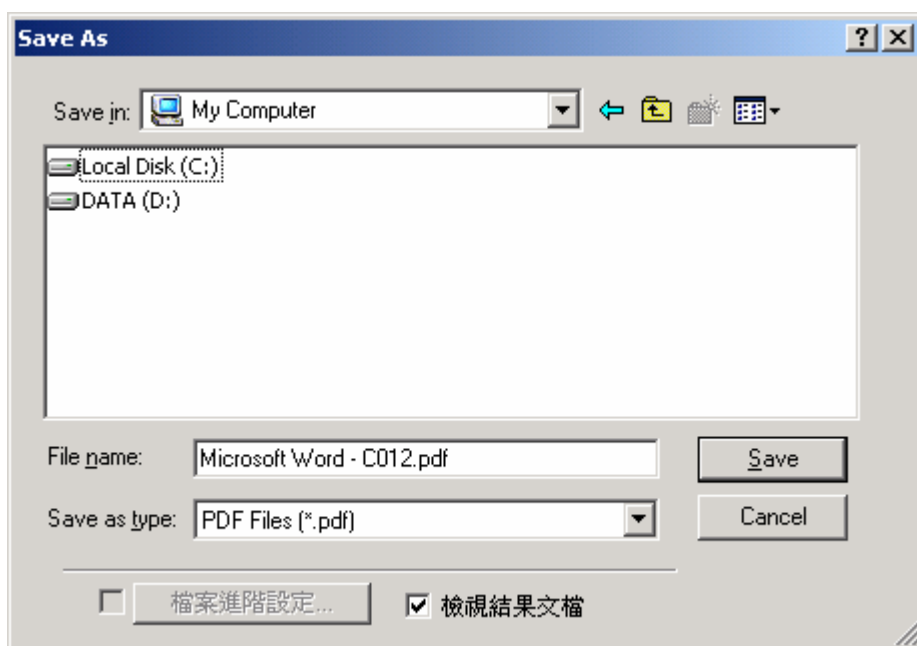 Save As
Save in: My Computer
Local Disk (C:)
DATA (D:)
File name: Microsoft Word - C012.pdf Save
Save as type: PDF Files (*.pdf) Cancel
檔案進階設定... 檢視結果文檔